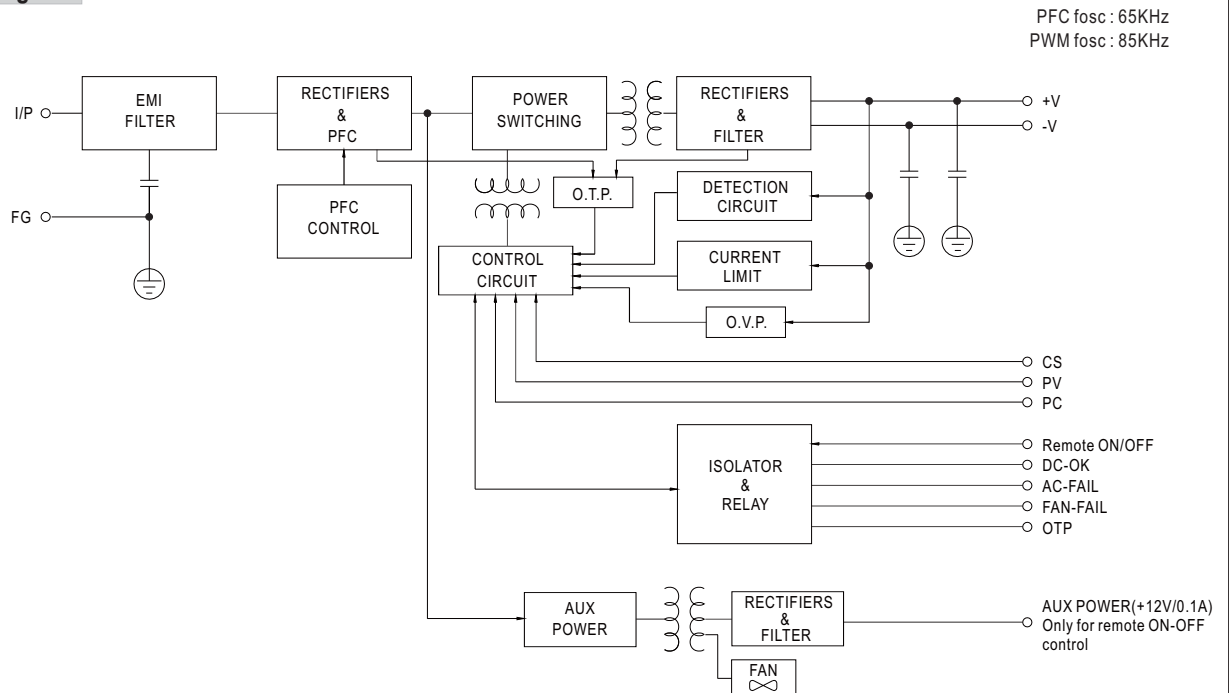 PFC fosc : 65KHz
PWM fosc : 85KHz
I/P
EMI
FILTER
RECTIFIERS
&
PFC
POWER
SWITCHING
RECTIFIERS
&
FILTER
+V
-V
FG
PFC
CONTROL
O.T.P.
DETECTION
CIRCUIT
CONTROL
CIRCUIT
CURRENT
LIMIT
O.V.P.
CS
PV
PC
ISOLATOR
&
RELAY
Remote ON/OFF
DC-OK
AC-FAIL
FAN-FAIL
OTP
AUX
POWER
RECTIFIERS
&
FILTER
AUX POWER(+12V/0.1A)
Only for remote ON-OFF
control
FAN